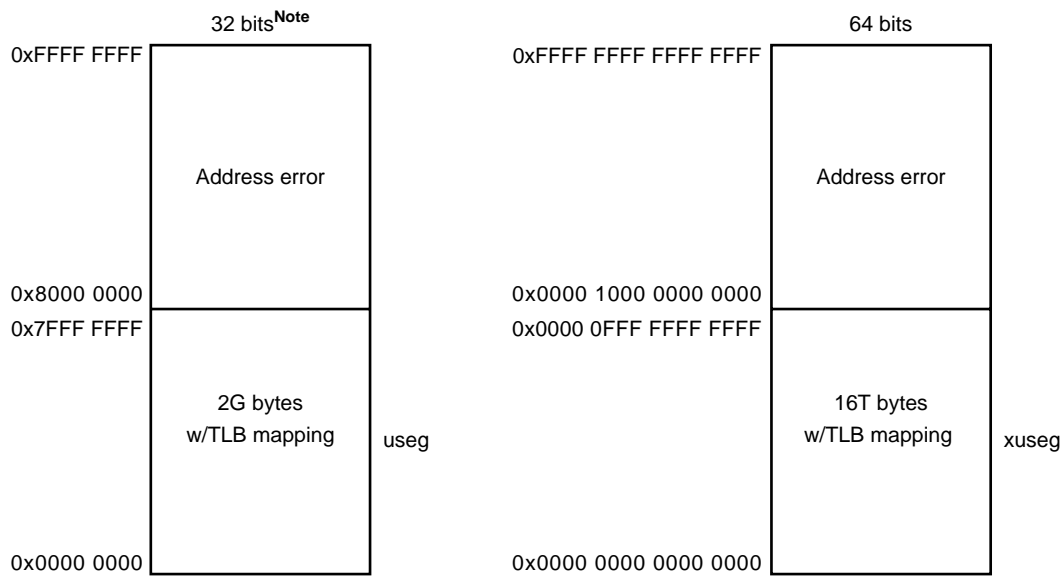 32 bitsNote
0xFFFF FFFF
Address error
0x8000 0000
0x7FFF FFFF
2G bytes
w/TLB mapping
useg
0x0000 0000
64 bits
0xFFFF FFFF FFFF FFFF
Address error
0x0000 1000 0000 0000
0x0000 0FFF FFFF FFFF
16T bytes
w/TLB mapping
xuseg
0x0000 0000 0000 0000